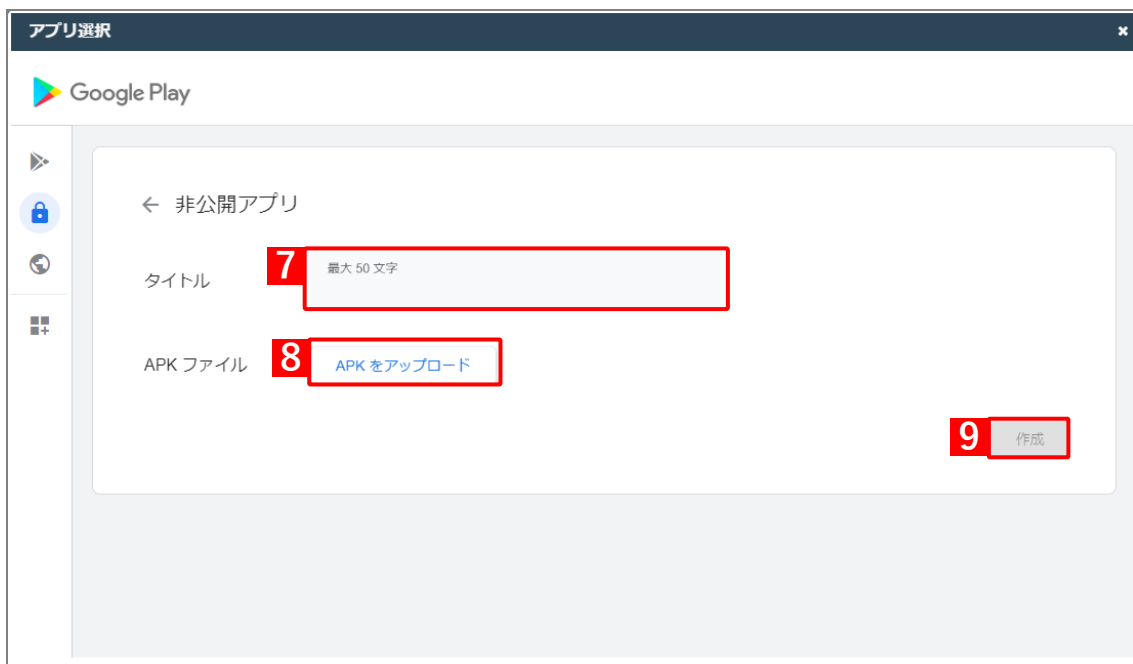 アプリ選択
Google Play
← 非公開アプリ
タイトル
7
最大 50 文字
APK ファイル
8
APK をアップロード
9
作成